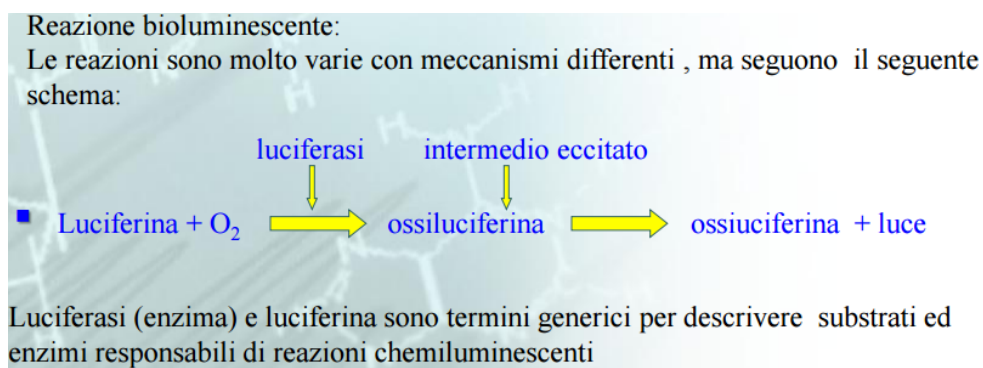 Reazione bioluminescente:
Le reazioni sono molto varie con meccanismi differenti , ma seguono il seguente
schema:
luciferasi intermedio eccitato
Luciferina + O₂ ossiluciferina ossiuciferina + luce
Luciferasi (enzima) e luciferina sono termini generici per descrivere substrati ed
enzimi responsabili di reazioni chemiluminescenti